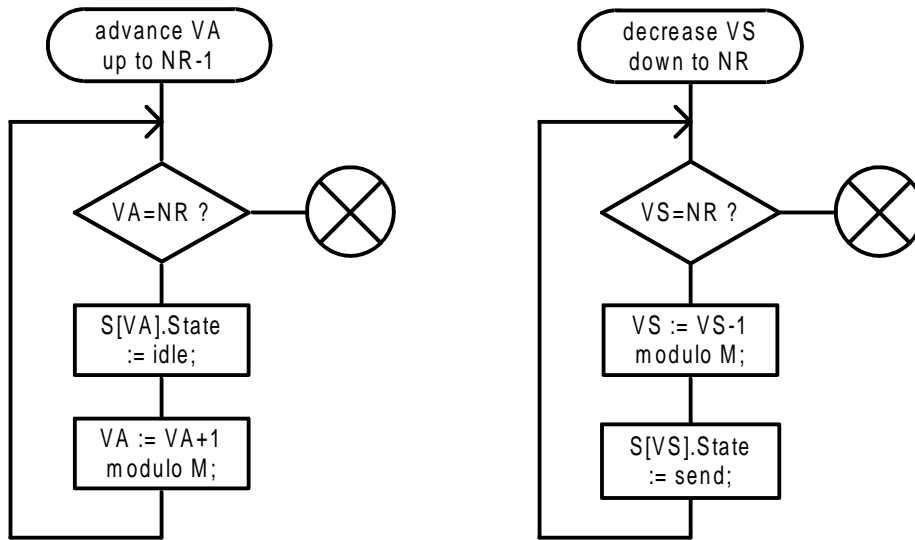 advance VA
up to NR-1
VA=NR ?
S[VA].State
:= idle;
VA := VA+1
modulo M;
decrease VS
down to NR
VS=NR ?
VS := VS-1
modulo M;
S[VS].State
:= send;